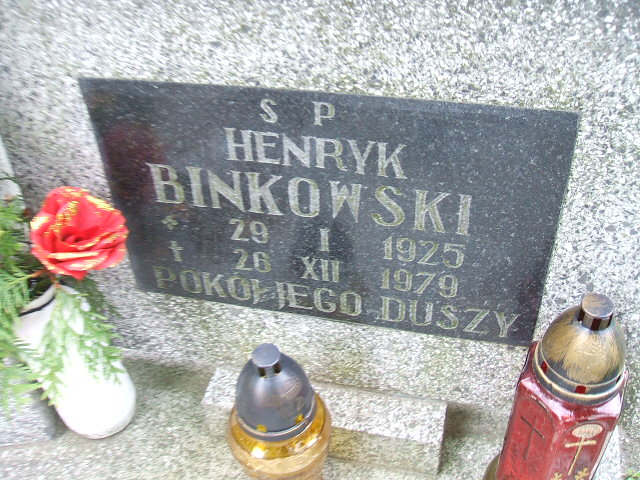 S P
HENRYK
BINKOWSKI
* 29 I 1925
† 26 XII 1979
POKÓJ JEGO DUSZY